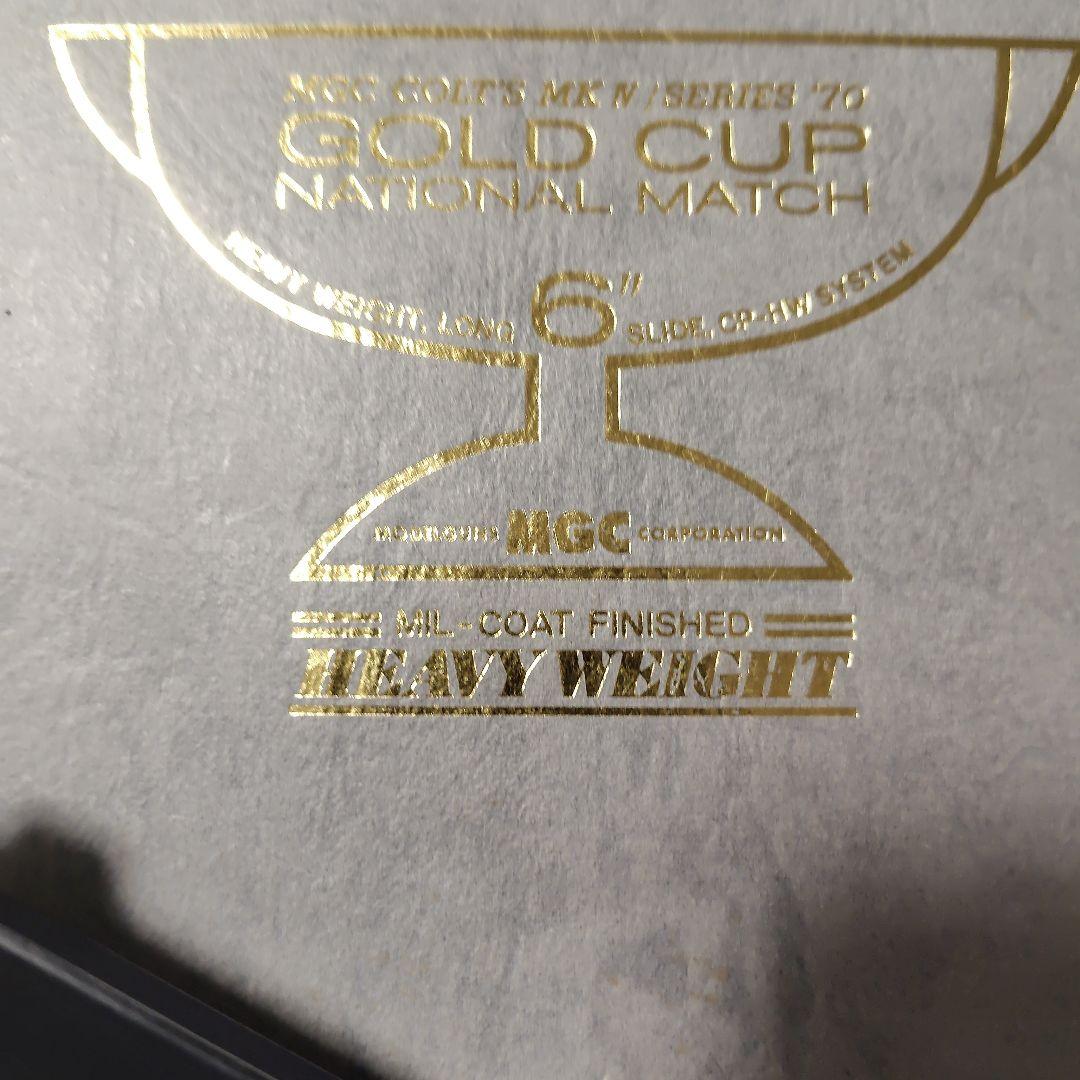 MGC COLT'S MK IV / SERIES '70
GOLD CUP
NATIONAL MATCH
HEAVY WEIGHT, LONG 6" SLIDE, CP-HW SYSTEM
MODELGUNS MGC CORPORATION
MIL-COAT FINISHED
HEAVY WEIGHT